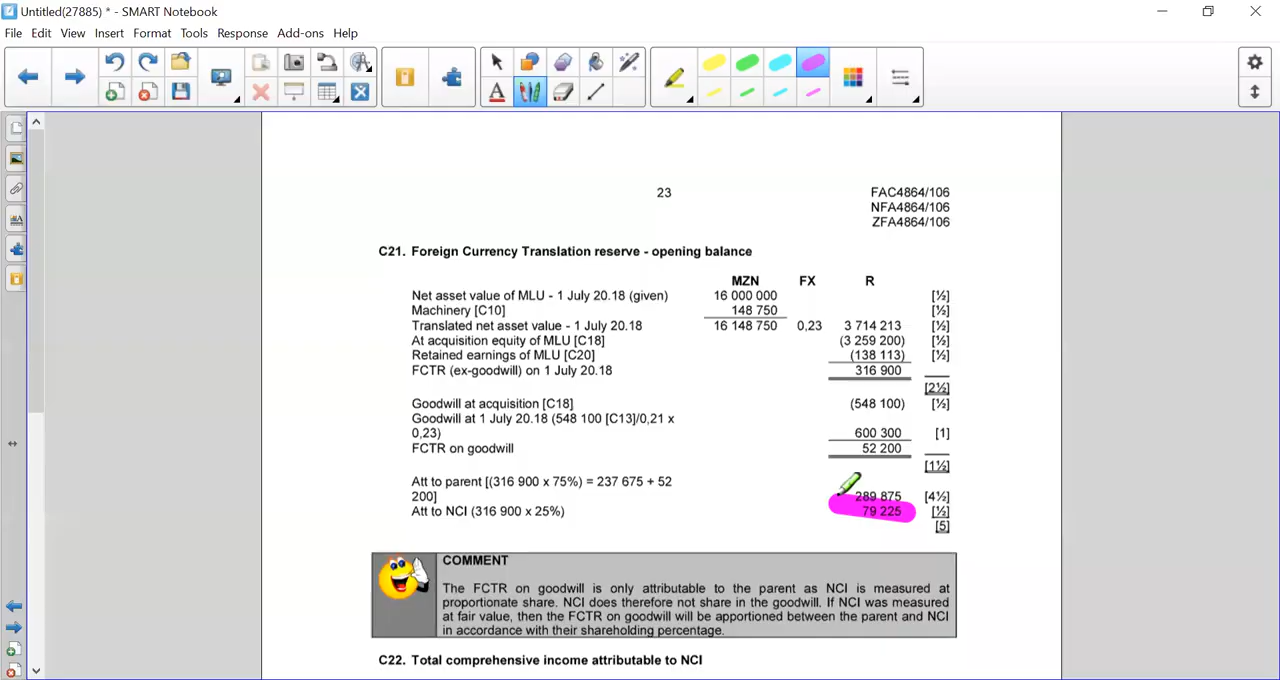 Untitled(27885) * - SMART Notebook
File Edit View Insert Format Tools Response Add-ons Help
23
FAC4864/106
NFA4864/106
ZFA4864/106
C21. Foreign Currency Translation reserve - opening balance
MZN FX R
Net asset value of MLU - 1 July 20.18 (given) 16 000 000 [½]
Machinery [C10] 148 750 [½]
Translated net asset value - 1 July 20.18 16 148 750 0,23 3 714 213 [½]
At acquisition equity of MLU [C18] (3 259 200) [½]
Retained earnings of MLU [C20] (138 113) [½]
FCTR (ex-goodwill) on 1 July 20.18 316 900
[2½]
Goodwill at acquisition [C18] (548 100) [½]
Goodwill at 1 July 20.18 (548 100 [C13]/0,21 x
0,23) 600 300 [1]
FCTR on goodwill 52 200
[1½]
Att to parent [(316 900 x 75%) = 237 675 + 52
200] 289 875 [4½]
Att to NCI (316 900 x 25%) 79 225 [½]
[5]
COMMENT
The FCTR on goodwill is only attributable to the parent as NCI is measured at
proportionate share. NCI does therefore not share in the goodwill. If NCI was measured
at fair value, then the FCTR on goodwill will be apportioned between the parent and NCI
in accordance with their shareholding percentage.
C22. Total comprehensive income attributable to NCI